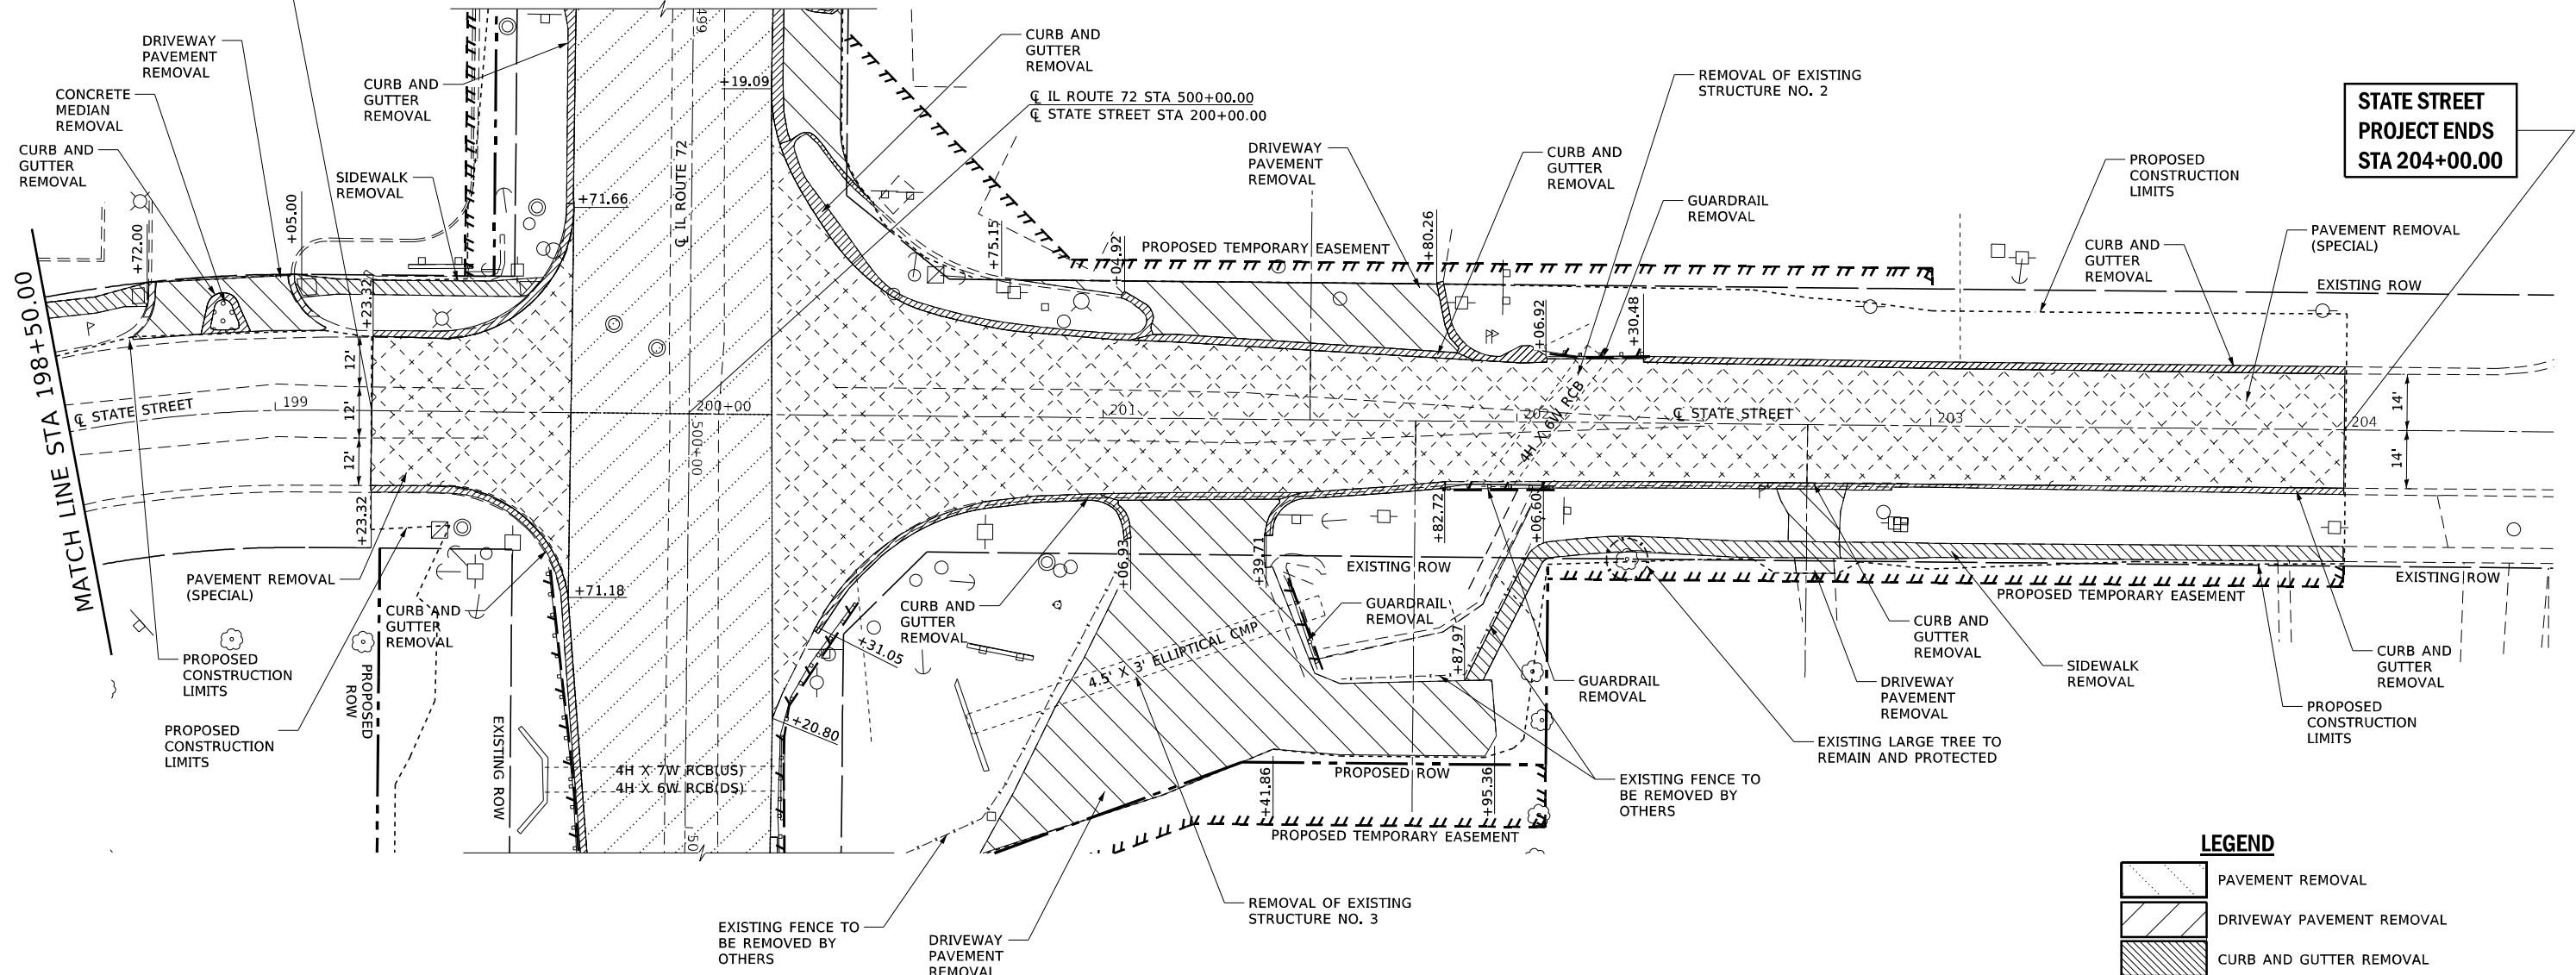 DRIVEWAY
PAVEMENT
REMOVAL
CONCRETE
MEDIAN
REMOVAL
CURB AND
GUTTER
REMOVAL
CURB AND
GUTTER
REMOVAL
SIDEWALK
REMOVAL
+72.00
+05.00
+23.32
499
+19.09
+71.66
℄ IL ROUTE 72
CURB AND
GUTTER
REMOVAL
℄ IL ROUTE 72 STA 500+00.00
℄ STATE STREET STA 200+00.00
REMOVAL OF EXISTING
STRUCTURE NO. 2
DRIVEWAY
PAVEMENT
REMOVAL
CURB AND
GUTTER
REMOVAL
GUARDRAIL
REMOVAL
STATE STREET
PROJECT ENDS
STA 204+00.00
PROPOSED
CONSTRUCTION
LIMITS
PAVEMENT REMOVAL
(SPECIAL)
CURB AND
GUTTER
REMOVAL
EXISTING ROW
+75.15
+04.92
PROPOSED TEMPORARY EASEMENT
+80.26
+06.92
+30.48
MATCH LINE STA 198+50.00
℄ STATE STREET
199
12'
12'
12'
200+00
500+00
201
202
4H X 6W RCB
℄ STATE STREET
203
204
14'
14'
+23.32
PAVEMENT REMOVAL
(SPECIAL)
CURB AND
GUTTER
REMOVAL
+71.18
PROPOSED
CONSTRUCTION
LIMITS
PROPOSED
CONSTRUCTION
LIMITS
PROPOSED
ROW
EXISTING ROW
4H X 7W RCB(US)
4H X 6W RCB(DS)
50
+31.05
+20.80
CURB AND
GUTTER
REMOVAL
+06.93
+39.71
4.5' X 3' ELLIPTICAL CMP
EXISTING ROW
GUARDRAIL
REMOVAL
+82.72
+06.60
+87.97
GUARDRAIL
REMOVAL
PROPOSED ROW
+41.86
+95.36
PROPOSED TEMPORARY EASEMENT
EXISTING FENCE TO
BE REMOVED BY
OTHERS
EXISTING LARGE TREE TO
REMAIN AND PROTECTED
DRIVEWAY
PAVEMENT
REMOVAL
CURB AND
GUTTER
REMOVAL
PROPOSED TEMPORARY EASEMENT
EXISTING ROW
SIDEWALK
REMOVAL
CURB AND
GUTTER
REMOVAL
PROPOSED
CONSTRUCTION
LIMITS
REMOVAL OF EXISTING
STRUCTURE NO. 3
EXISTING FENCE TO
BE REMOVED BY
OTHERS
DRIVEWAY
PAVEMENT
REMOVAL
LEGEND
PAVEMENT REMOVAL
DRIVEWAY PAVEMENT REMOVAL
CURB AND GUTTER REMOVAL